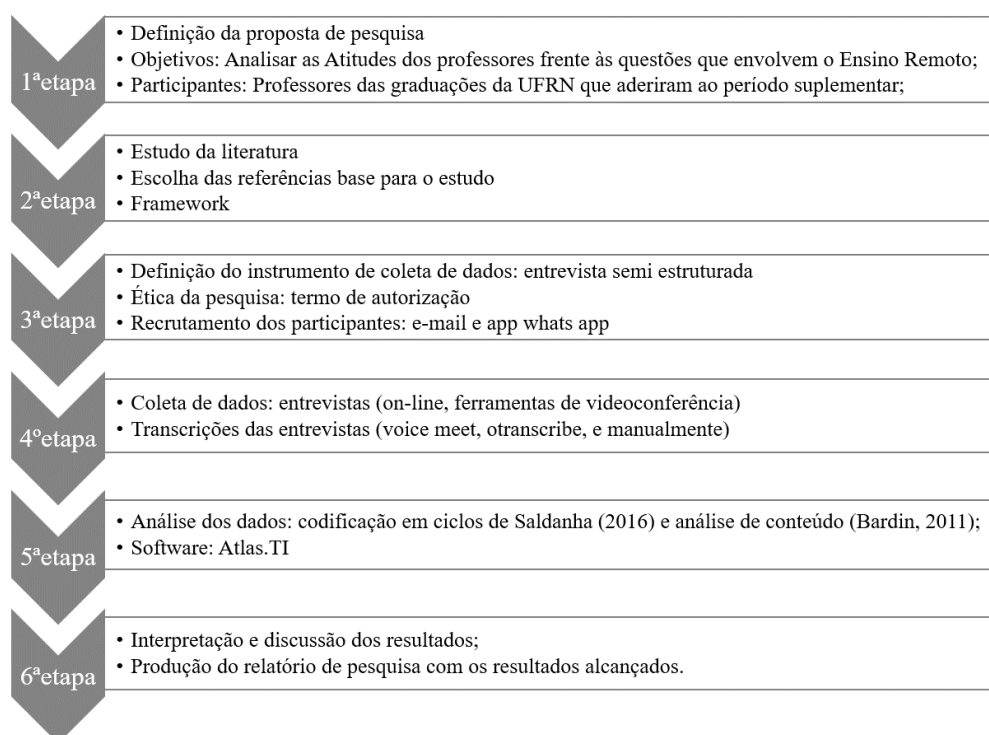 1ªetapa
• Definição da proposta de pesquisa
• Objetivos: Analisar as Atitudes dos professores frente às questões que envolvem o Ensino Remoto;
• Participantes: Professores das graduações da UFRN que aderiram ao período suplementar;
2ªetapa
• Estudo da literatura
• Escolha das referências base para o estudo
• Framework
3ªetapa
• Definição do instrumento de coleta de dados: entrevista semi estruturada
• Ética da pesquisa: termo de autorização
• Recrutamento dos participantes: e-mail e app whats app
4ºetapa
• Coleta de dados: entrevistas (on-line, ferramentas de videoconferência)
• Transcrições das entrevistas (voice meet, otranscribe, e manualmente)
5ªetapa
• Análise dos dados: codificação em ciclos de Saldanha (2016) e análise de conteúdo (Bardin, 2011);
• Software: Atlas.TI
6ªetapa
• Interpretação e discussão dos resultados;
• Produção do relatório de pesquisa com os resultados alcançados.